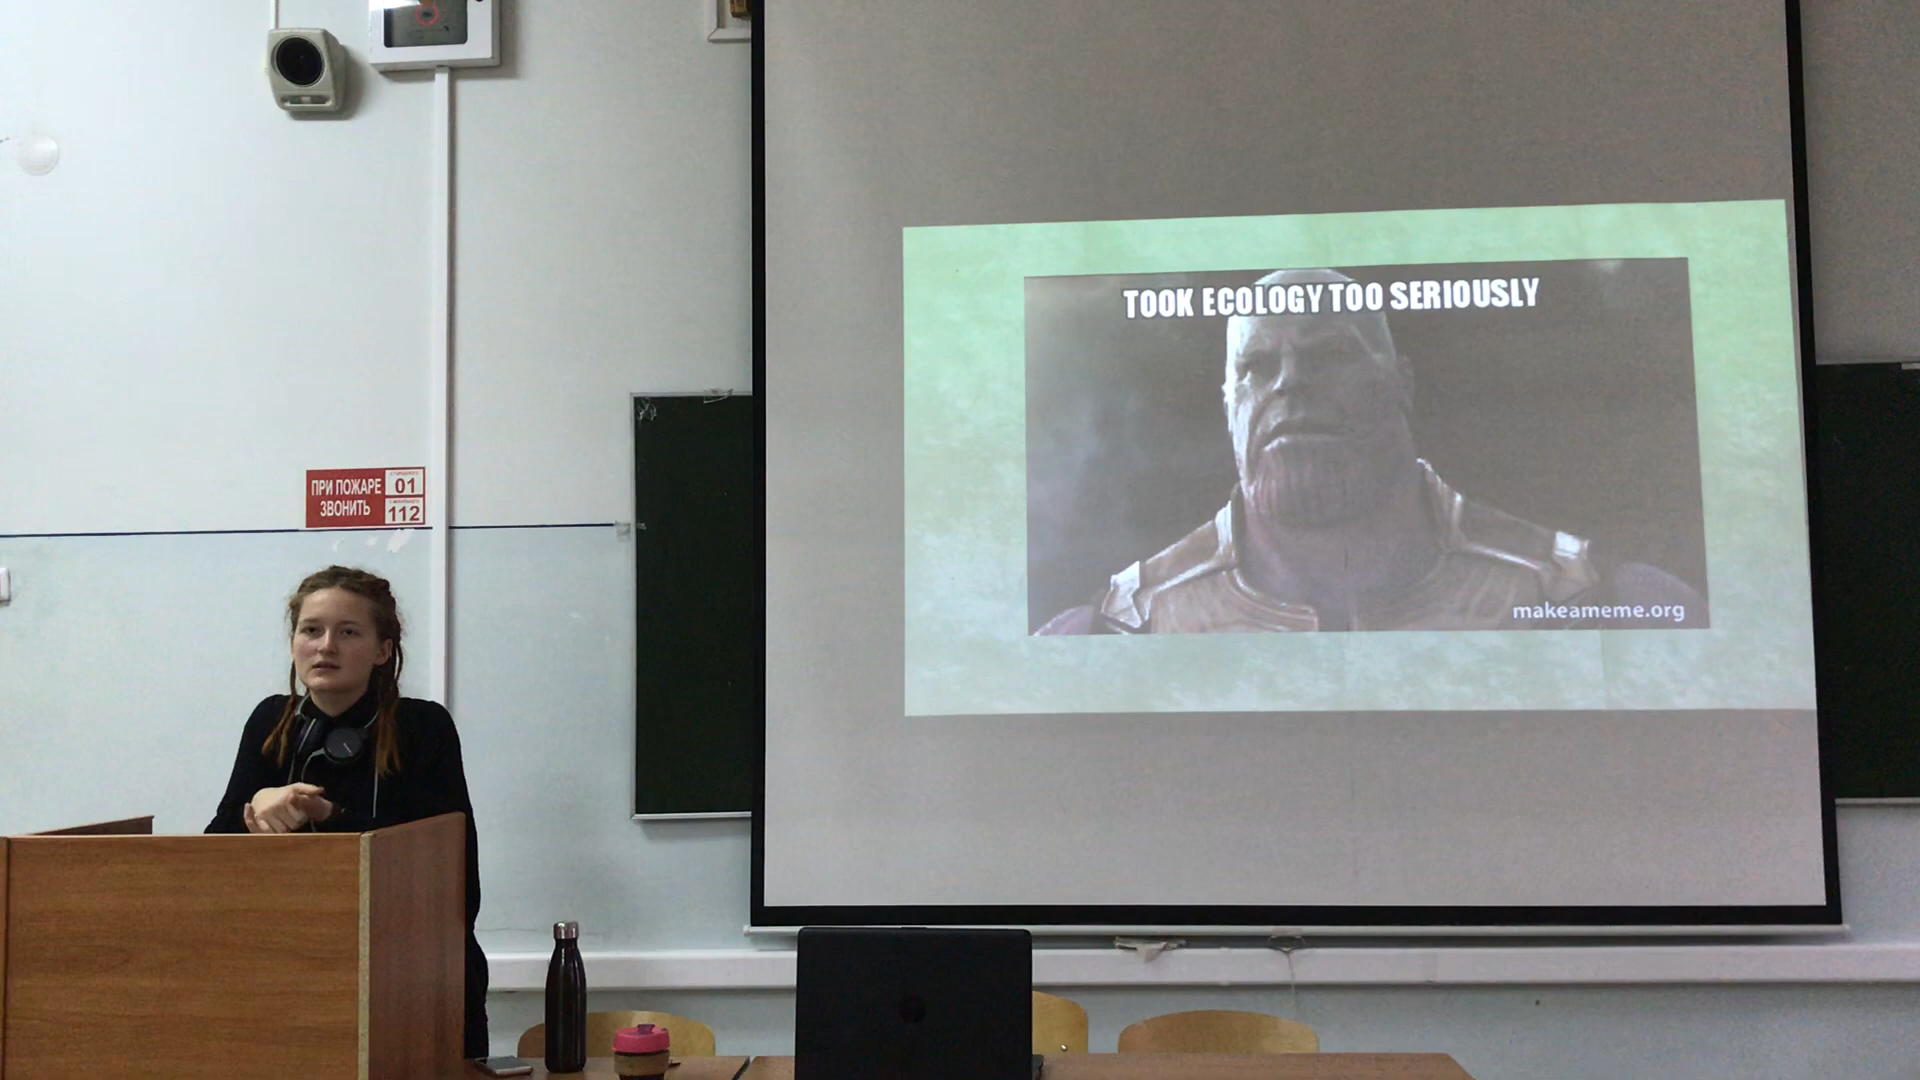 TOOK ECOLOGY TOO SERIOUSLY
makeameme.org
ПРИ ПОЖАРЕ
ЗВОНИТЬ
01
112